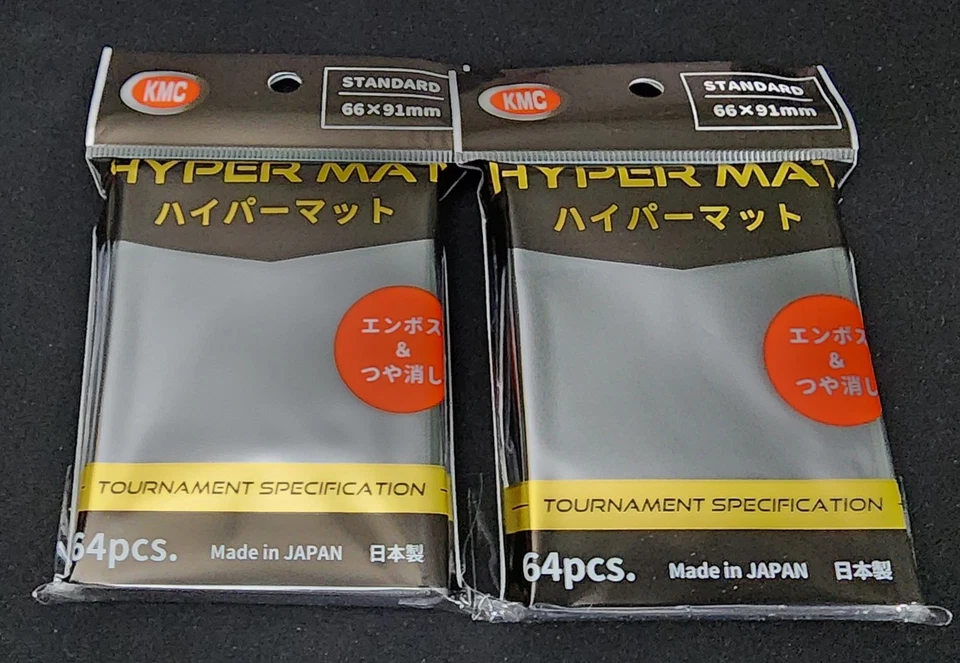 KMC
STANDARD
66×91mm
HYPER MAT
ハイパーマット
エンボス
&
つや消し
TOURNAMENT SPECIFICATION
64pcs.
Made in JAPAN
日本製
KMC
STANDARD
66×91mm
HYPER MAT
ハイパーマット
エンボス
&
つや消し
TOURNAMENT SPECIFICATION
64pcs.
Made in JAPAN
日本製